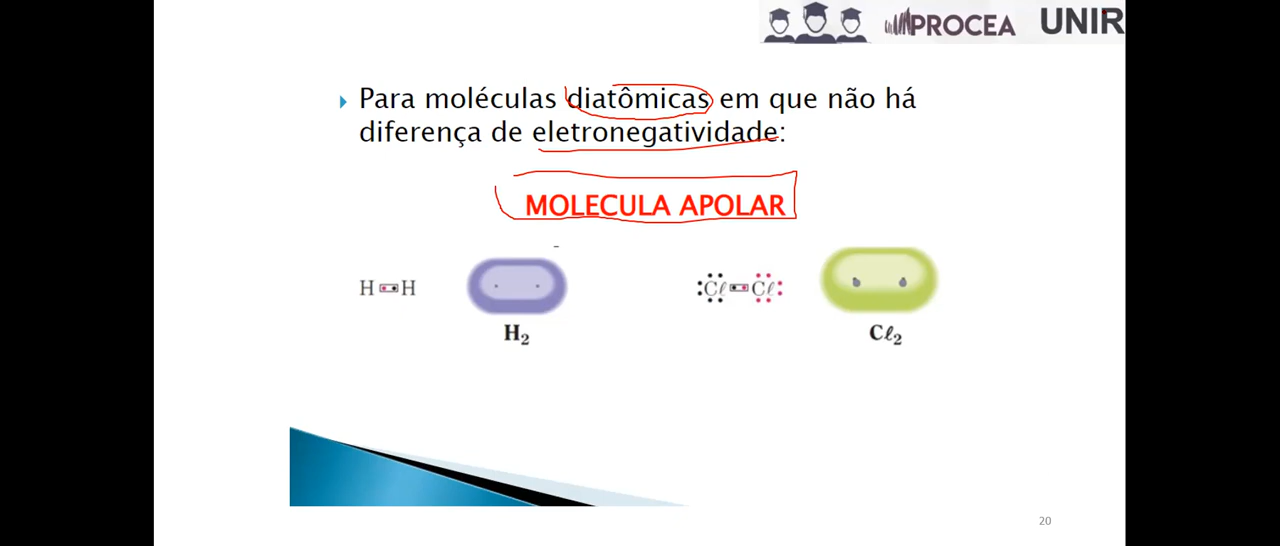 PROCEA UNIR
Para moléculas diatômicas em que não há
diferença de eletronegatividade:
MOLECULA APOLAR
H H
Cℓ Cℓ
H₂
Cℓ₂
20